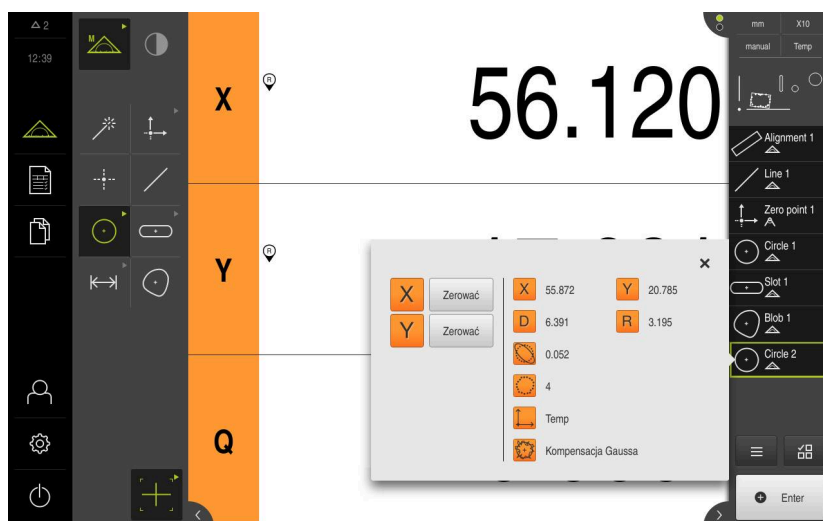 2
12:39
M
X
R
56.120
Y
R
Q
X
Zerować
Y
Zerować
X
55.872
Y
20.785
D
6.391
R
3.195
0.052
4
Temp
Kompensacja Gaussa
mm
X10
manual
Temp
Alignment 1
Line 1
Zero point 1
Circle 1
Slot 1
Blob 1
Circle 2
Enter